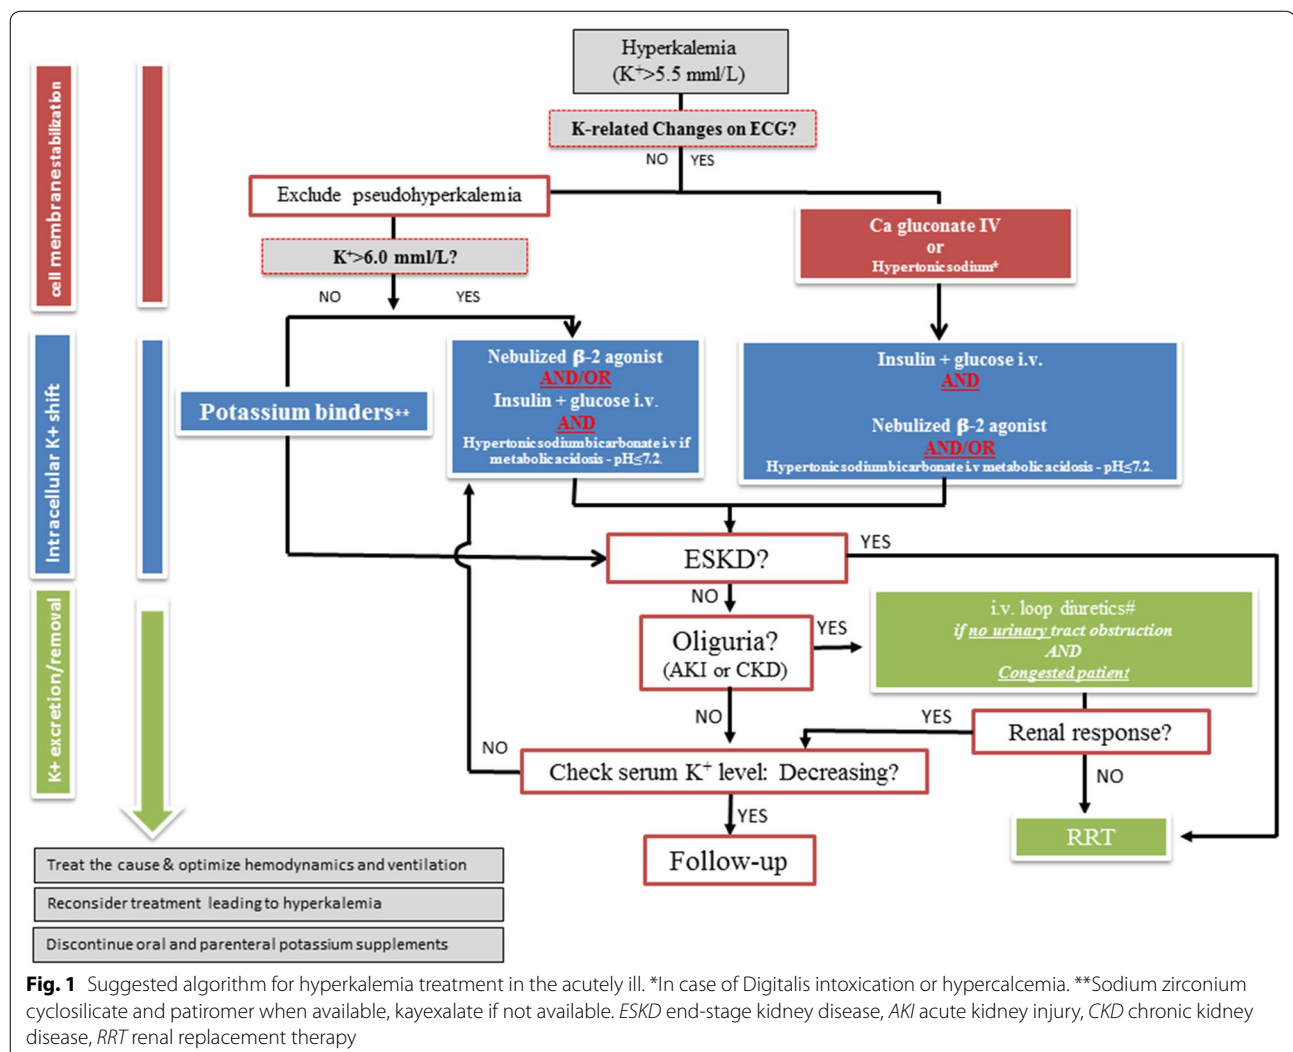 Hyperkalemia
(K+>5.5 mml/L)
K-related Changes on ECG?
NO
YES
Exclude pseudohyperkalemia
K+>6.0 mml/L?
NO
YES
Ca gluconate IV
or
Hypertonic sodium*
cell membrane stabilization
Intracellular K+ shift
K+ excretion/removal
Potassium binders**
Nebulized β-2 agonist
AND/OR
Insulin + glucose i.v.
AND
Hypertonic sodium bicarbonate i.v if
metabolic acidosis - pH≤7.2.
Insulin + glucose i.v.
AND
Nebulized β-2 agonist
AND/OR
Hypertonic sodium bicarbonate i.v metabolic acidosis - pH≤7.2.
ESKD?
YES
NO
Oliguria?
(AKI or CKD)
YES
NO
i.v. loop diuretics#
if no urinary tract obstruction
AND
Congested patient
Renal response?
YES
NO
Check serum K+ level: Decreasing?
NO
YES
Follow-up
RRT
Treat the cause & optimize hemodynamics and ventilation
Reconsider treatment leading to hyperkalemia
Discontinue oral and parenteral potassium supplements
Fig. 1 Suggested algorithm for hyperkalemia treatment in the acutely ill. *In case of Digitalis intoxication or hypercalcemia. **Sodium zirconium
cyclosilicate and patiromer when available, kayexalate if not available. ESKD end-stage kidney disease, AKI acute kidney injury, CKD chronic kidney
disease, RRT renal replacement therapy